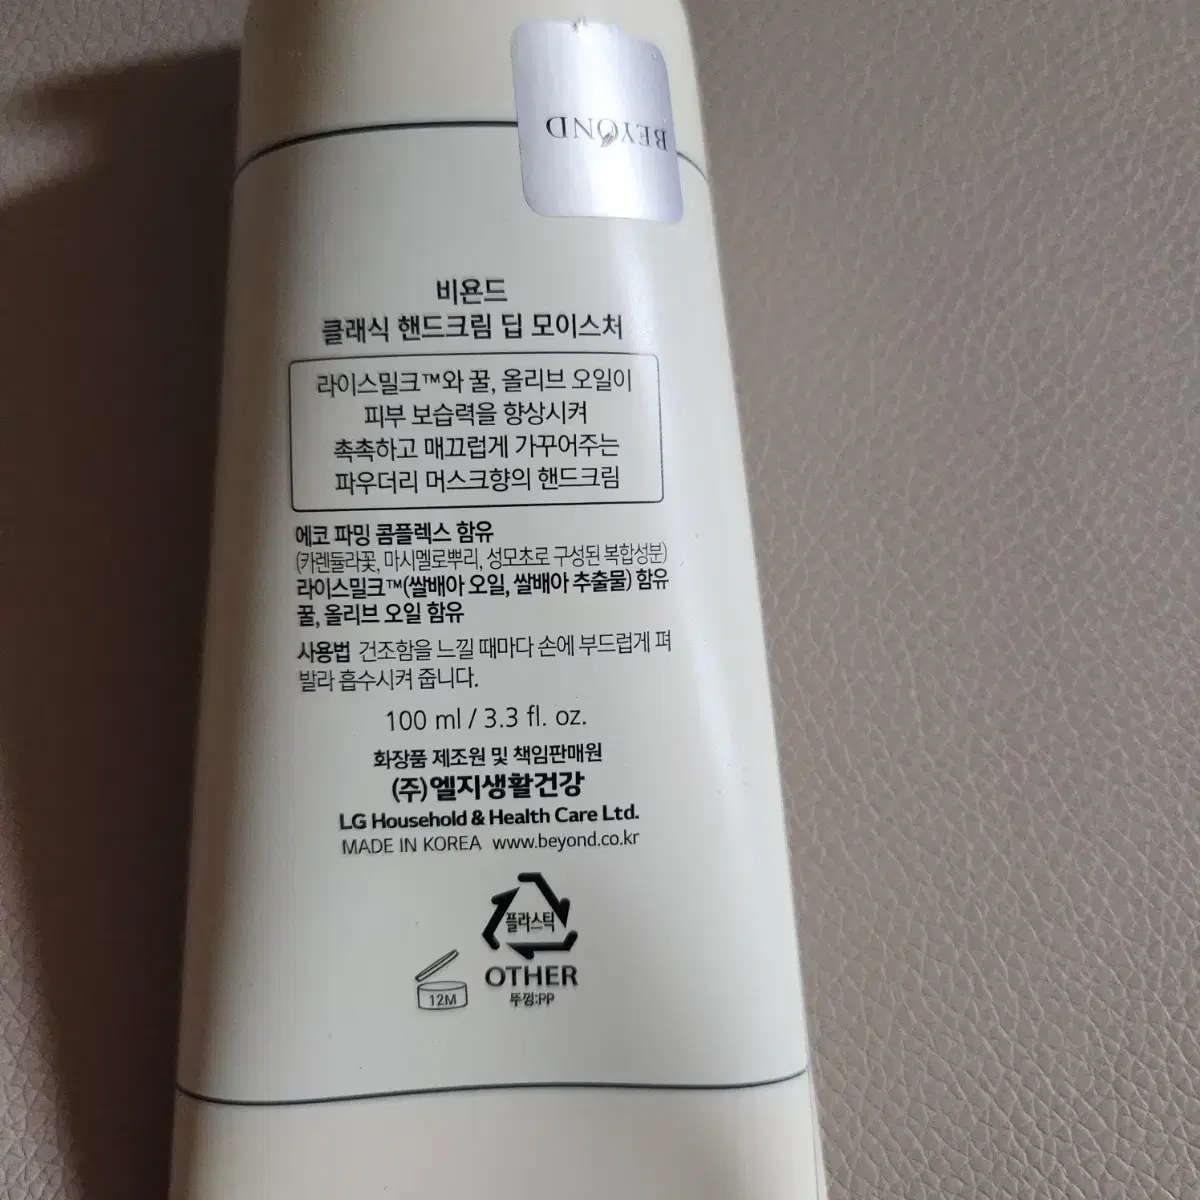 BEYOND
비욘드
클래식 핸드크림 딥 모이스처
라이스밀크™와 꿀, 올리브 오일이
피부 보습력을 향상시켜
촉촉하고 매끄럽게 가꾸어주는
파우더리 머스크향의 핸드크림
에코 파밍 콤플렉스 함유
(카렌듈라꽃, 마시멜로뿌리, 성모초로 구성된 복합성분)
라이스밀크™(쌀배아 오일, 쌀배아 추출물) 함유
꿀, 올리브 오일 함유
사용법 건조함을 느낄 때마다 손에 부드럽게 펴
발라 흡수시켜 줍니다.
100 ml / 3.3 fl. oz.
화장품 제조원 및 책임판매원
(주)엘지생활건강
LG Household & Health Care Ltd.
MADE IN KOREA www.beyond.co.kr
플라스틱
OTHER
뚜껑:PP
12M